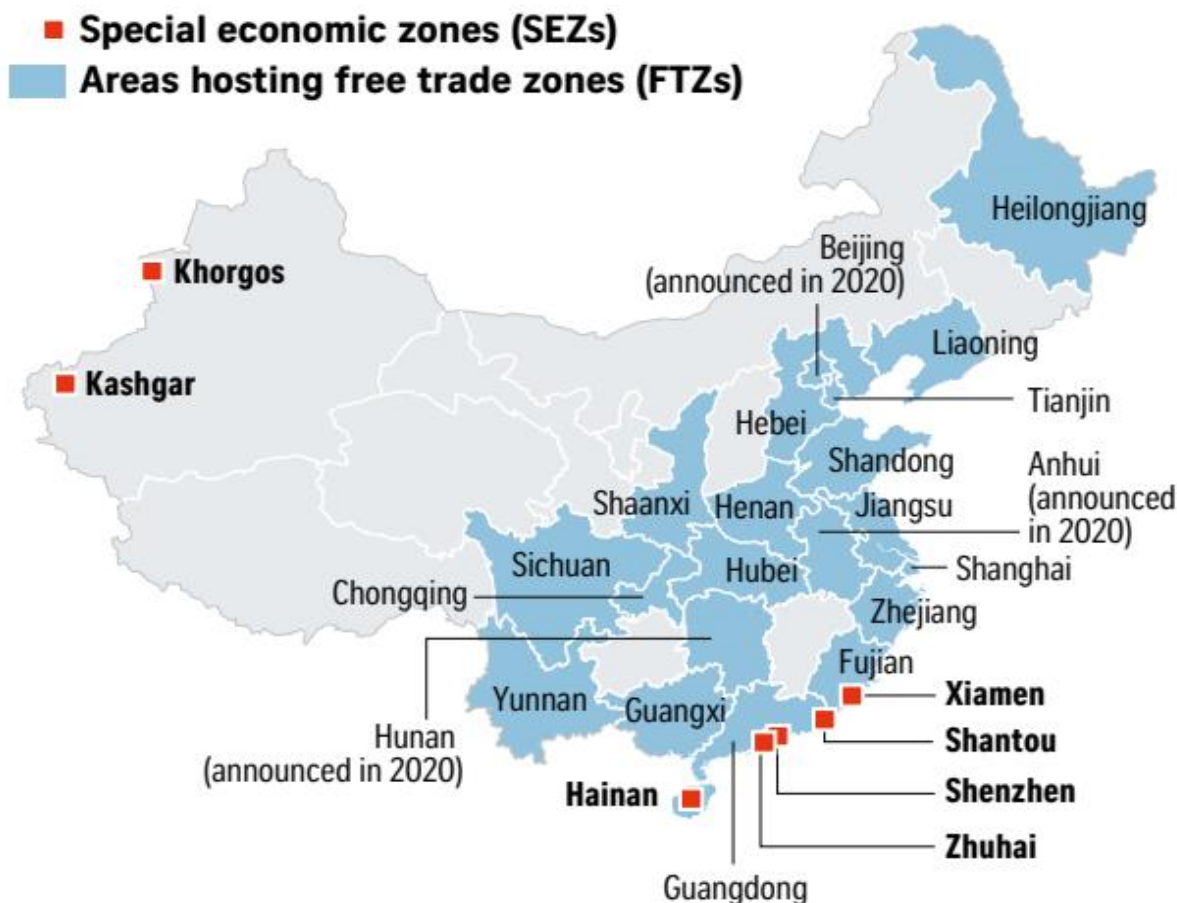 Special economic zones (SEZs)
Areas hosting free trade zones (FTZs)
Heilongjiang
Beijing
(announced in 2020)
Khorgos
Liaoning
Kashgar
Tianjin
Hebei
Shandong
Anhui
(announced
in 2020)
Shaanxi
Henan
Jiangsu
Sichuan
Hubei
Shanghai
Chongqing
Zhejiang
Fujian
Yunnan
Guangxi
Xiamen
Hunan
(announced in 2020)
Shantou
Hainan
Shenzhen
Zhuhai
Guangdong